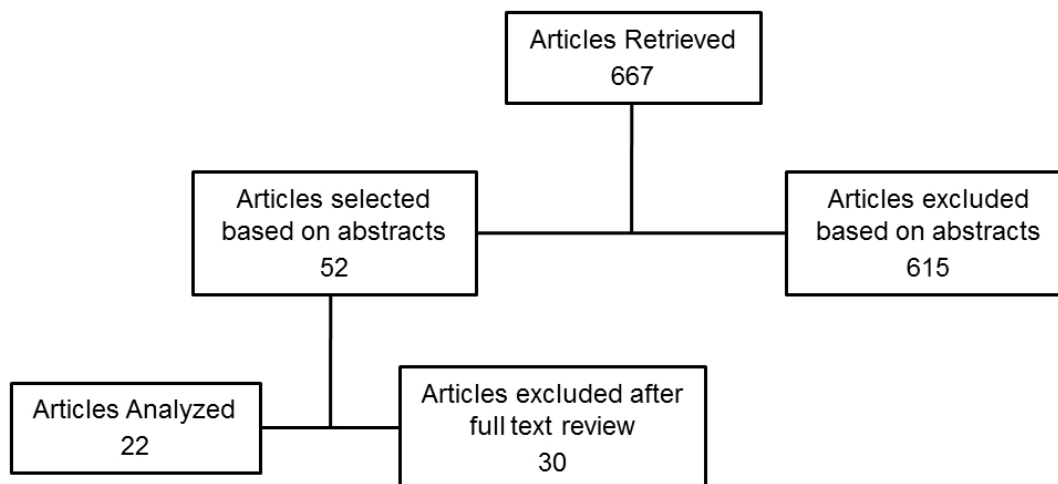 Articles Retrieved
667
Articles selected
based on abstracts
52
Articles excluded
based on abstracts
615
Articles Analyzed
22
Articles excluded after
full text review
30